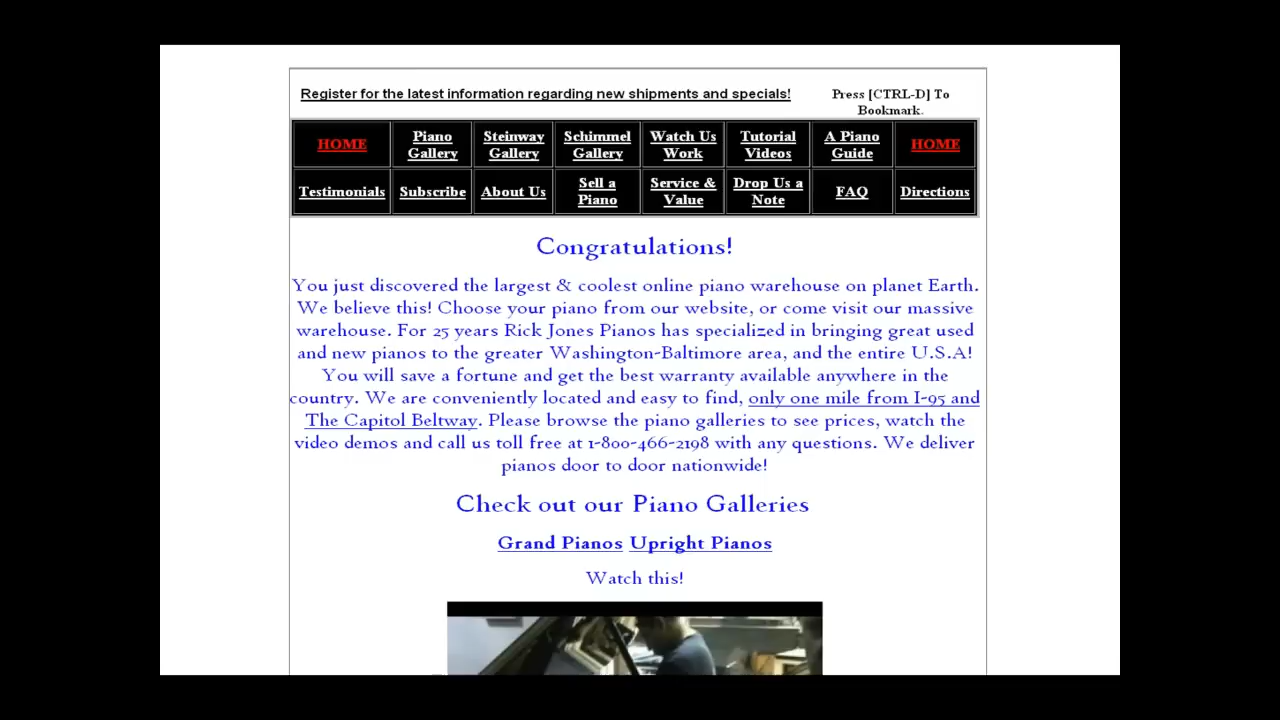 Register for the latest information regarding new shipments and specials!
Press [CTRL-D] To
Bookmark.
HOME
Piano
Gallery
Steinway
Gallery
Schimmel
Gallery
Watch Us
Work
Tutorial
Videos
A Piano
Guide
HOME
Testimonials
Subscribe
About Us
Sell a
Piano
Service &
Value
Drop Us a
Note
FAQ
Directions
Congratulations!
You just discovered the largest & coolest online piano warehouse on planet Earth.
We believe this! Choose your piano from our website, or come visit our massive
warehouse. For 25 years Rick Jones Pianos has specialized in bringing great used
and new pianos to the greater Washington-Baltimore area, and the entire U.S.A!
You will save a fortune and get the best warranty available anywhere in the
country. We are conveniently located and easy to find, only one mile from I-95 and
The Capitol Beltway. Please browse the piano galleries to see prices, watch the
video demos and call us toll free at 1-800-466-2198 with any questions. We deliver
pianos door to door nationwide!
Check out our Piano Galleries
Grand Pianos Upright Pianos
Watch this!